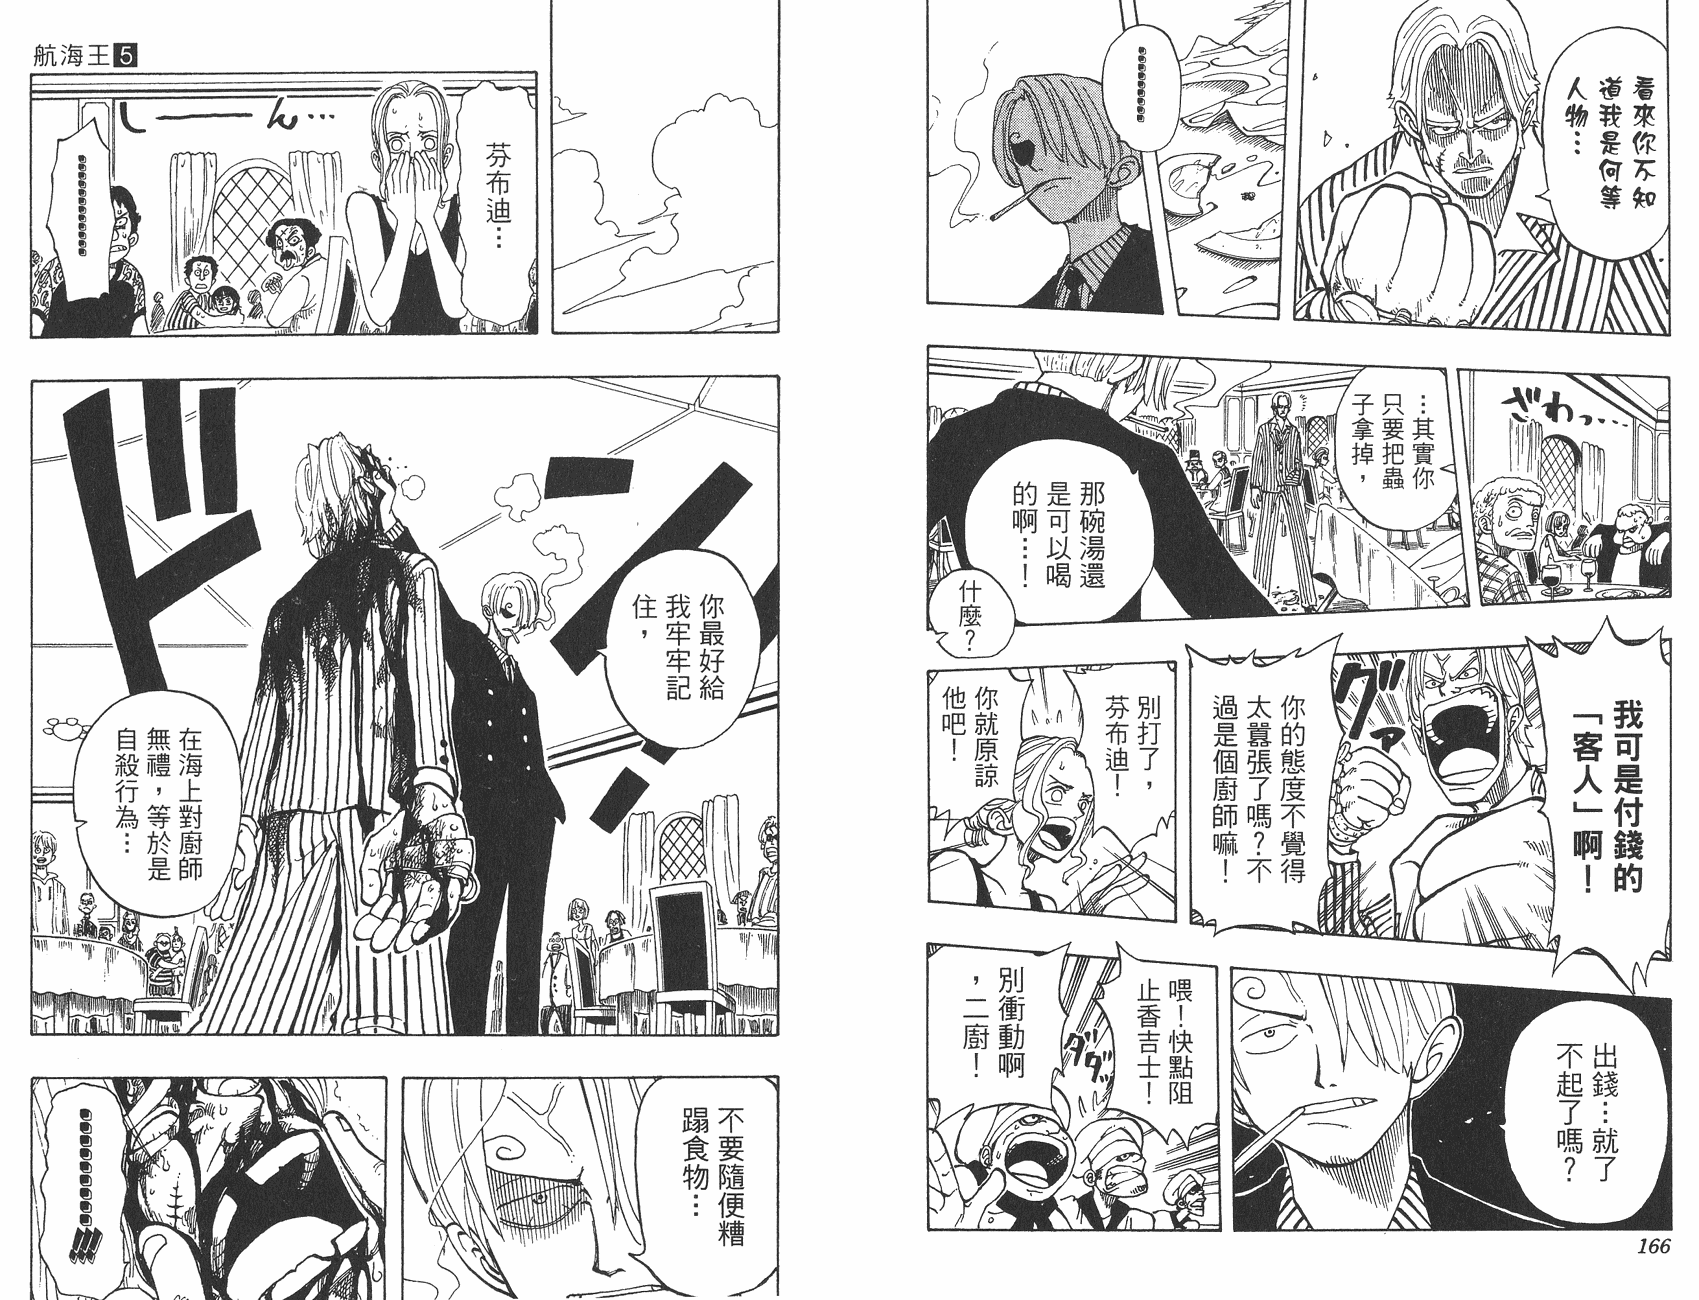 看來你不知
道我是何等
人物…
…………
ざわっ…
…其實你
只要把蟲
子拿掉，
那碗湯還
是可以喝
的啊…！
什麼？
我可是付錢的
「客人」啊！
グァ
你的態度不覺得
太囂張了嗎？不
過是個廚師嘛！
別打了，
芬布迪！
你就原諒
他吧！
出錢…就了
不起了嗎？
喂！快點阻
止香吉士！
別衝動啊
，二廚！
ダダ
166
航海王5
芬布迪…
しーん…
…………
ドドン
你最好給
我牢牢記
住，
在海上對廚師
無禮，等於是
自殺行為…
不要隨便糟
蹋食物…
…………!!!